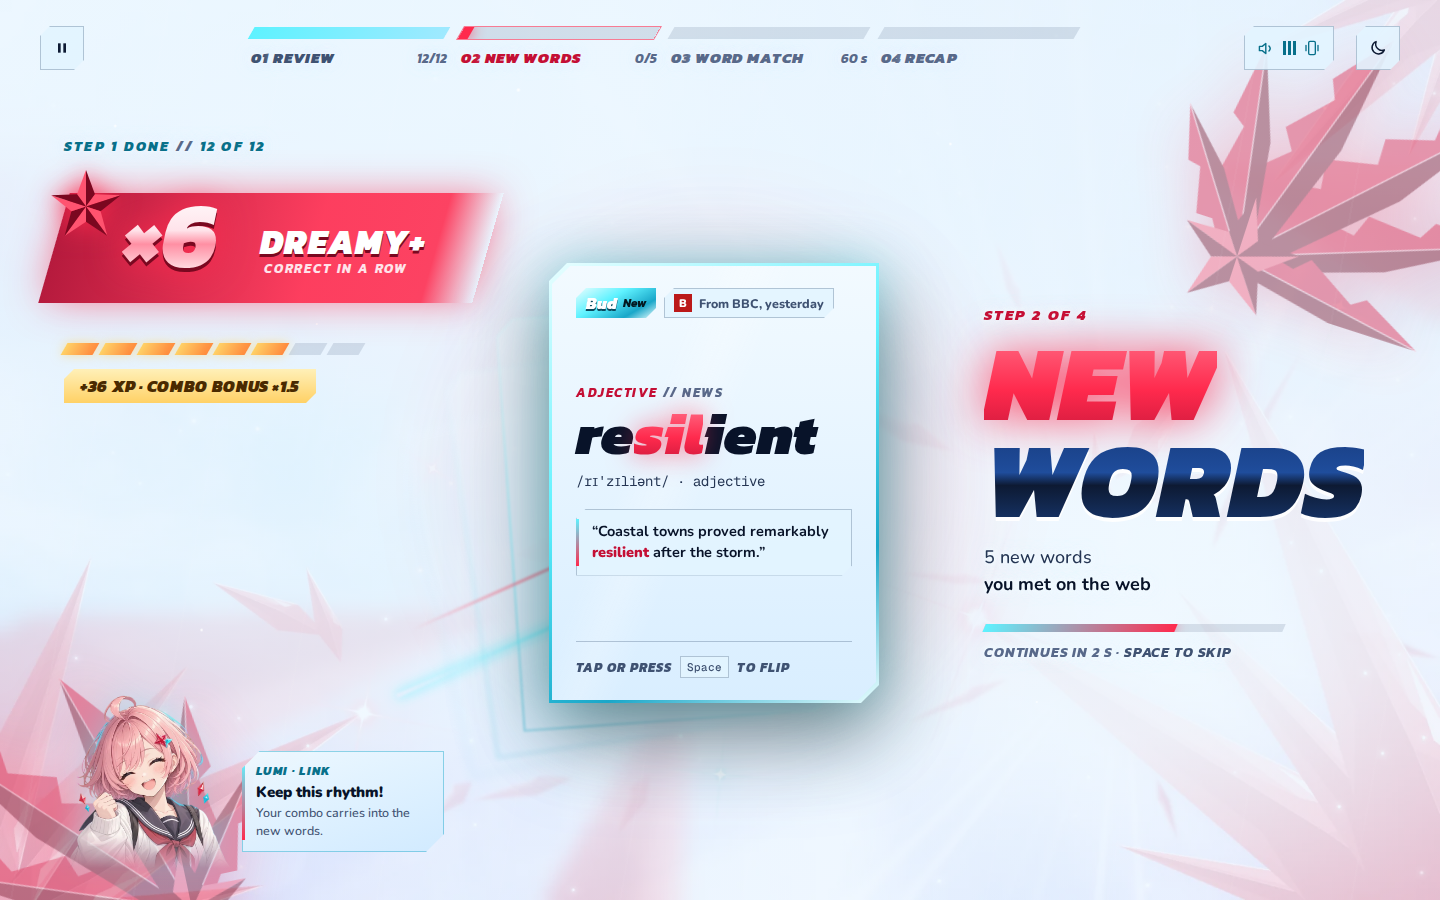 01 REVIEW 12/12 02 NEW WORDS 0/5 03 WORD MATCH 60 s 04 RECAP
STEP 1 DONE // 12 OF 12
×6 DREAMY+
CORRECT IN A ROW
+36 XP · COMBO BONUS ×1.5
Bud New B From BBC, yesterday
ADJECTIVE // NEWS
resilient
/rɪˈzɪliənt/ · adjective
“Coastal towns proved remarkably
resilient after the storm.”
TAP OR PRESS Space TO FLIP
STEP 2 OF 4
NEW
WORDS
5 new words
you met on the web
CONTINUES IN 2 S · SPACE TO SKIP
LUMI · LINK
Keep this rhythm!
Your combo carries into the
new words.